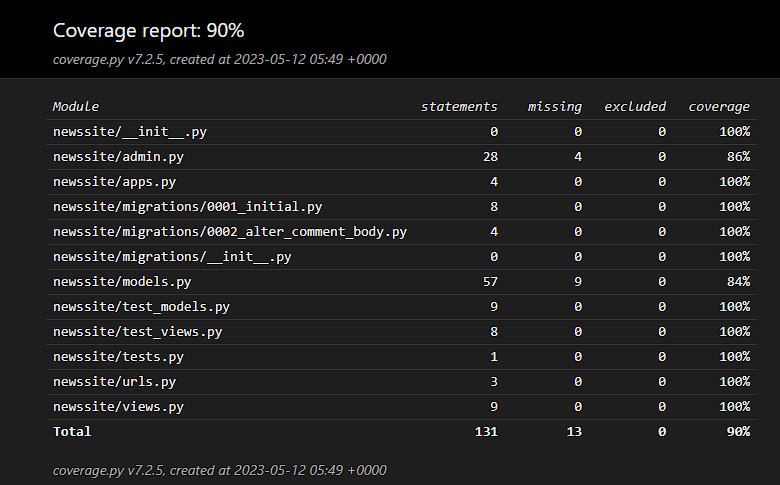 Coverage report: 90%
coverage.py v7.2.5, created at 2023-05-12 05:49 +0000
Module statements missing excluded coverage
newssite/__init__.py 0 0 0 100%
newssite/admin.py 28 4 0 86%
newssite/apps.py 4 0 0 100%
newssite/migrations/0001_initial.py 8 0 0 100%
newssite/migrations/0002_alter_comment_body.py 4 0 0 100%
newssite/migrations/__init__.py 0 0 0 100%
newssite/models.py 57 9 0 84%
newssite/test_models.py 9 0 0 100%
newssite/test_views.py 8 0 0 100%
newssite/tests.py 1 0 0 100%
newssite/urls.py 3 0 0 100%
newssite/views.py 9 0 0 100%
Total 131 13 0 90%
coverage.py v7.2.5, created at 2023-05-12 05:49 +0000